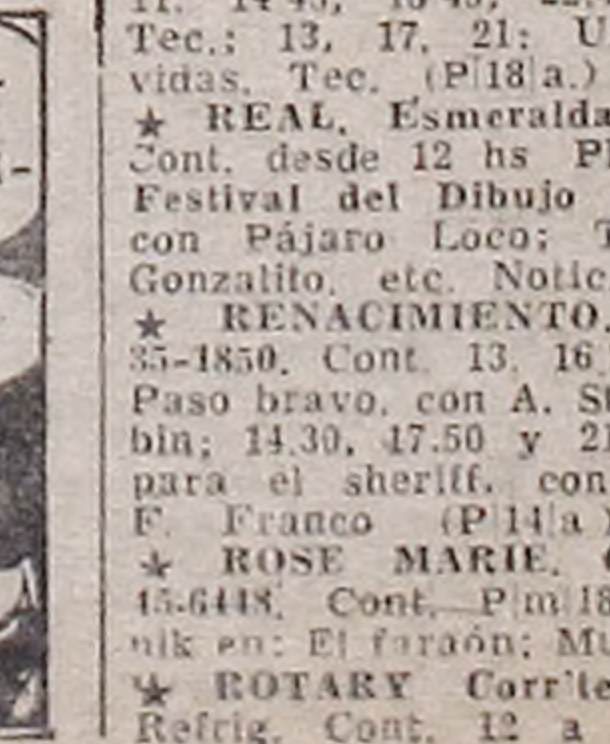 Tec.; 13, 17, 21: U
vidas. Tec. (P|18|a.)
★ REAL, Esmeralda
Cont. desde 12 hs P
Festival del Dibujo
con Pájaro Loco; T
Gonzalito, etc. Notic
★ RENACIMIENTO,
35-1850. Cont. 13, 16
Paso bravo, con A. S
bin; 14.30, 17.50 y 21
para el sheriff, con
F. Franco (P|14|a)
★ ROSE MARIE,
45-6448. Cont. P|m|18
nik en: El faraón; Mu
★ ROTARY Corrie
Refrig. Cont. 12 a